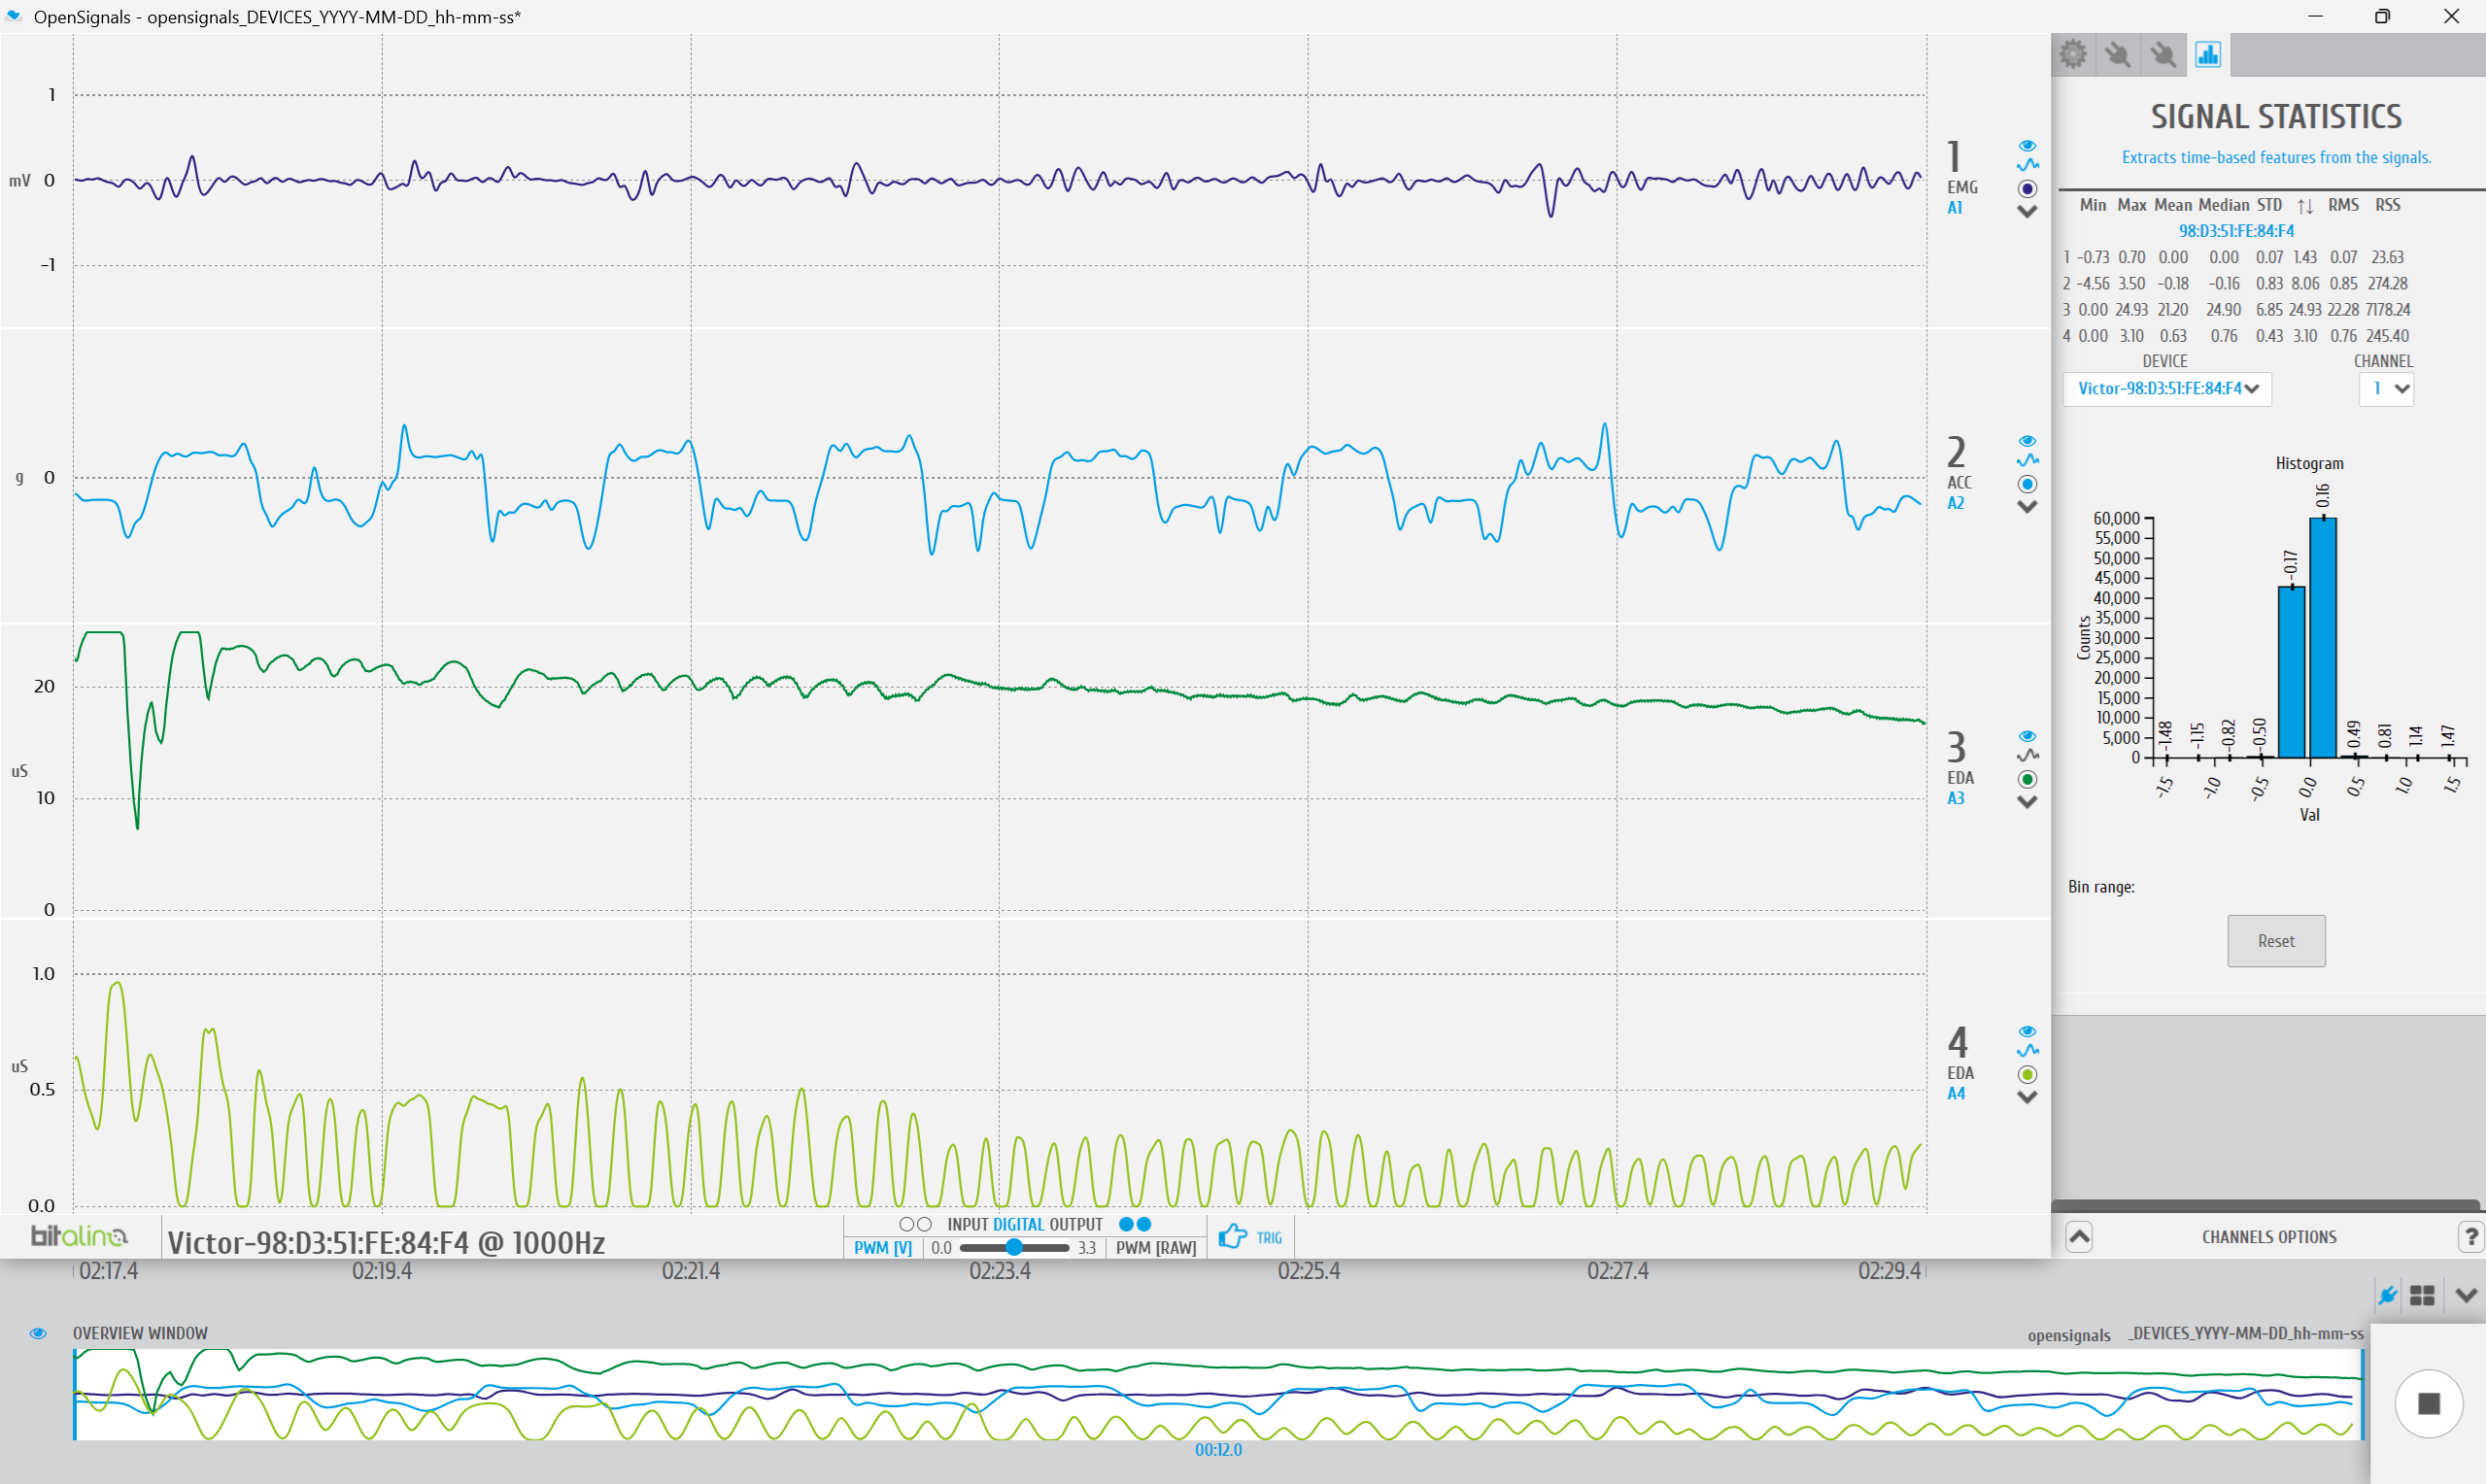 OpenSignals - opensignals_DEVICES_YYYY-MM-DD_hh-mm-ss*
1
mV 0
-1
1
EMG
A1
g 0
2
ACC
A2
20
uS
10
0
3
EDA
A3
1.0
uS
0.5
0.0
4
EDA
A4
SIGNAL STATISTICS
Extracts time-based features from the signals.
Min Max Mean Median STD ↑↓ RMS RSS
98:D3:51:FE:84:F4
1 -0.73 0.70 0.00 0.00 0.07 1.43 0.07 23.63
2 -4.56 3.50 -0.18 -0.16 0.83 8.06 0.85 274.28
3 0.00 24.93 21.20 24.90 6.85 24.93 22.28 7178.24
4 0.00 3.10 0.63 0.76 0.43 3.10 0.76 245.40
DEVICE CHANNEL
Victor-98:D3:51:FE:84:F4 1
Histogram
60,000
55,000
50,000
45,000
40,000
35,000
30,000
25,000
20,000
15,000
10,000
5,000
0
Counts
-1.48 -1.15 -0.82 -0.50 -0.17 0.16 0.49 0.81 1.14 1.47
-1.5 -1.0 -0.5 0.0 0.5 1.0 1.5
Val
Bin range:
Reset
CHANNELS OPTIONS ?
bitalino
Victor-98:D3:51:FE:84:F4 @ 1000Hz
INPUT DIGITAL OUTPUT
PWM [V] 0.0 3.3 PWM [RAW]
TRIG
02:17.4 02:19.4 02:21.4 02:23.4 02:25.4 02:27.4 02:29.4
OVERVIEW WINDOW
opensignals _DEVICES_YYYY-MM-DD_hh-mm-ss
00:12.0